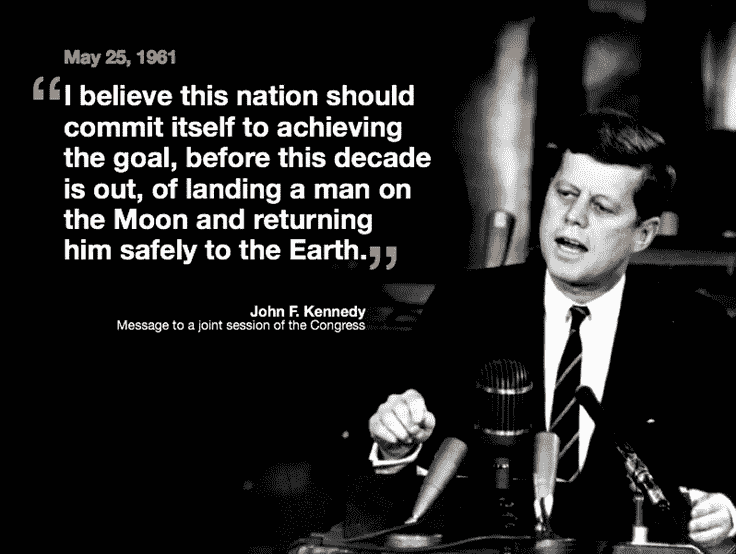 May 25, 1961
“I believe this nation should
commit itself to achieving
the goal, before this decade
is out, of landing a man on
the Moon and returning
him safely to the Earth.”
John F. Kennedy
Message to a joint session of the Congress